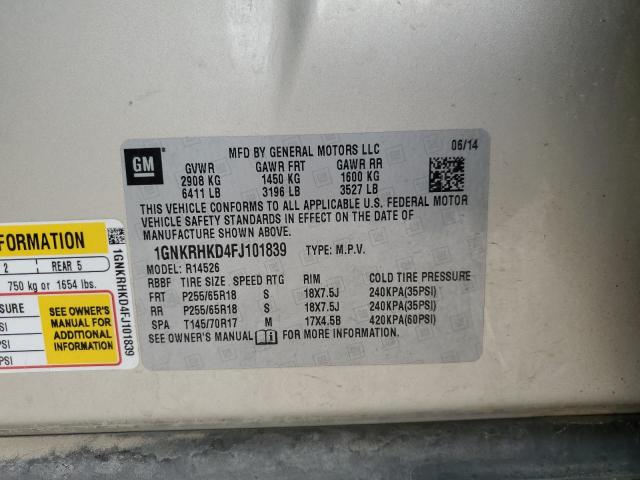 GM
MFD BY GENERAL MOTORS LLC
06/14
GVWR GAWR FRT GAWR RR
2908 KG 1450 KG 1600 KG
6411 LB 3196 LB 3527 LB
THIS VEHICLE CONFORMS TO ALL APPLICABLE U.S. FEDERAL MOTOR
VEHICLE SAFETY STANDARDS IN EFFECT ON THE DATE OF
MANUFACTURE SHOWN ABOVE.
1GNKRHKD4FJ101839 TYPE: M.P.V.
MODEL: R14526
RBBF TIRE SIZE SPEED RTG RIM COLD TIRE PRESSURE
FRT P255/65R18 S 18X7.5J 240KPA(35PSI)
RR P255/65R18 S 18X7.5J 240KPA(35PSI)
SPA T145/70R17 M 17X4.5B 420KPA(60PSI)
SEE OWNER'S MANUAL FOR MORE INFORMATION.
FORMATION
2 REAR 5
750 kg or 1654 lbs.
SURE
SI
PSI
PSI
SEE OWNER'S
MANUAL FOR
ADDITIONAL
INFORMATION
1GNKRHKD4FJ101839